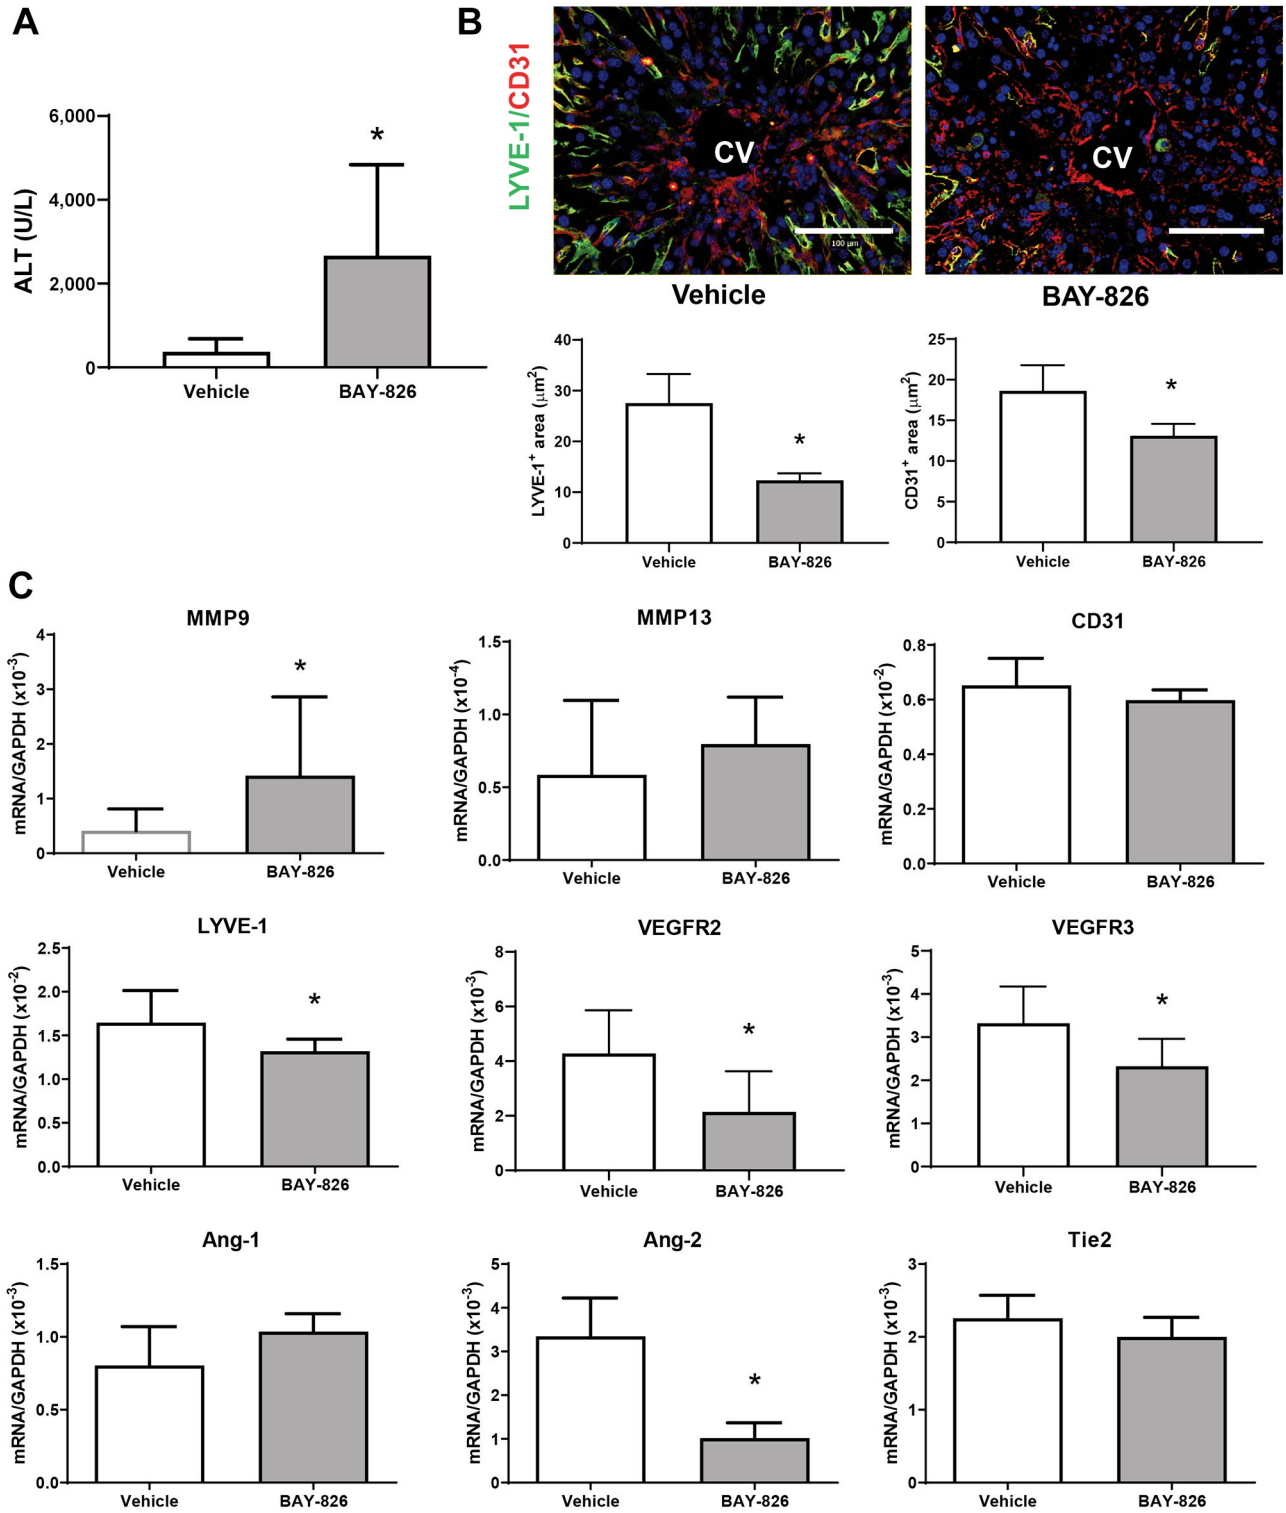 A
ALT (U/L)
6,000
4,000
2,000
0
*
Vehicle
BAY-826
B
LYVE-1/CD31
CV
100 μm
CV
Vehicle
BAY-826
LYVE-1+ area (μm2)
40
30
20
10
0
*
Vehicle
BAY-826
CD31+ area (μm2)
25
20
15
10
5
0
*
Vehicle
BAY-826
C
MMP9
mRNA/GAPDH (x10-3)
4
3
2
1
0
*
Vehicle
BAY-826
MMP13
mRNA/GAPDH (x10-4)
1.5
1.0
0.5
0.0
Vehicle
BAY-826
CD31
mRNA/GAPDH (x10-2)
0.8
0.6
0.4
0.2
0.0
Vehicle
BAY-826
LYVE-1
mRNA/GAPDH (x10-2)
2.5
2.0
1.5
1.0
0.5
0.0
*
Vehicle
BAY-826
VEGFR2
mRNA/GAPDH (x10-3)
8
6
4
2
0
*
Vehicle
BAY-826
VEGFR3
mRNA/GAPDH (x10-3)
5
4
3
2
1
0
*
Vehicle
BAY-826
Ang-1
mRNA/GAPDH (x10-3)
1.5
1.0
0.5
0.0
Vehicle
BAY-826
Ang-2
mRNA/GAPDH (x10-3)
5
4
3
2
1
0
*
Vehicle
BAY-826
Tie2
mRNA/GAPDH (x10-3)
3
2
1
0
Vehicle
BAY-826